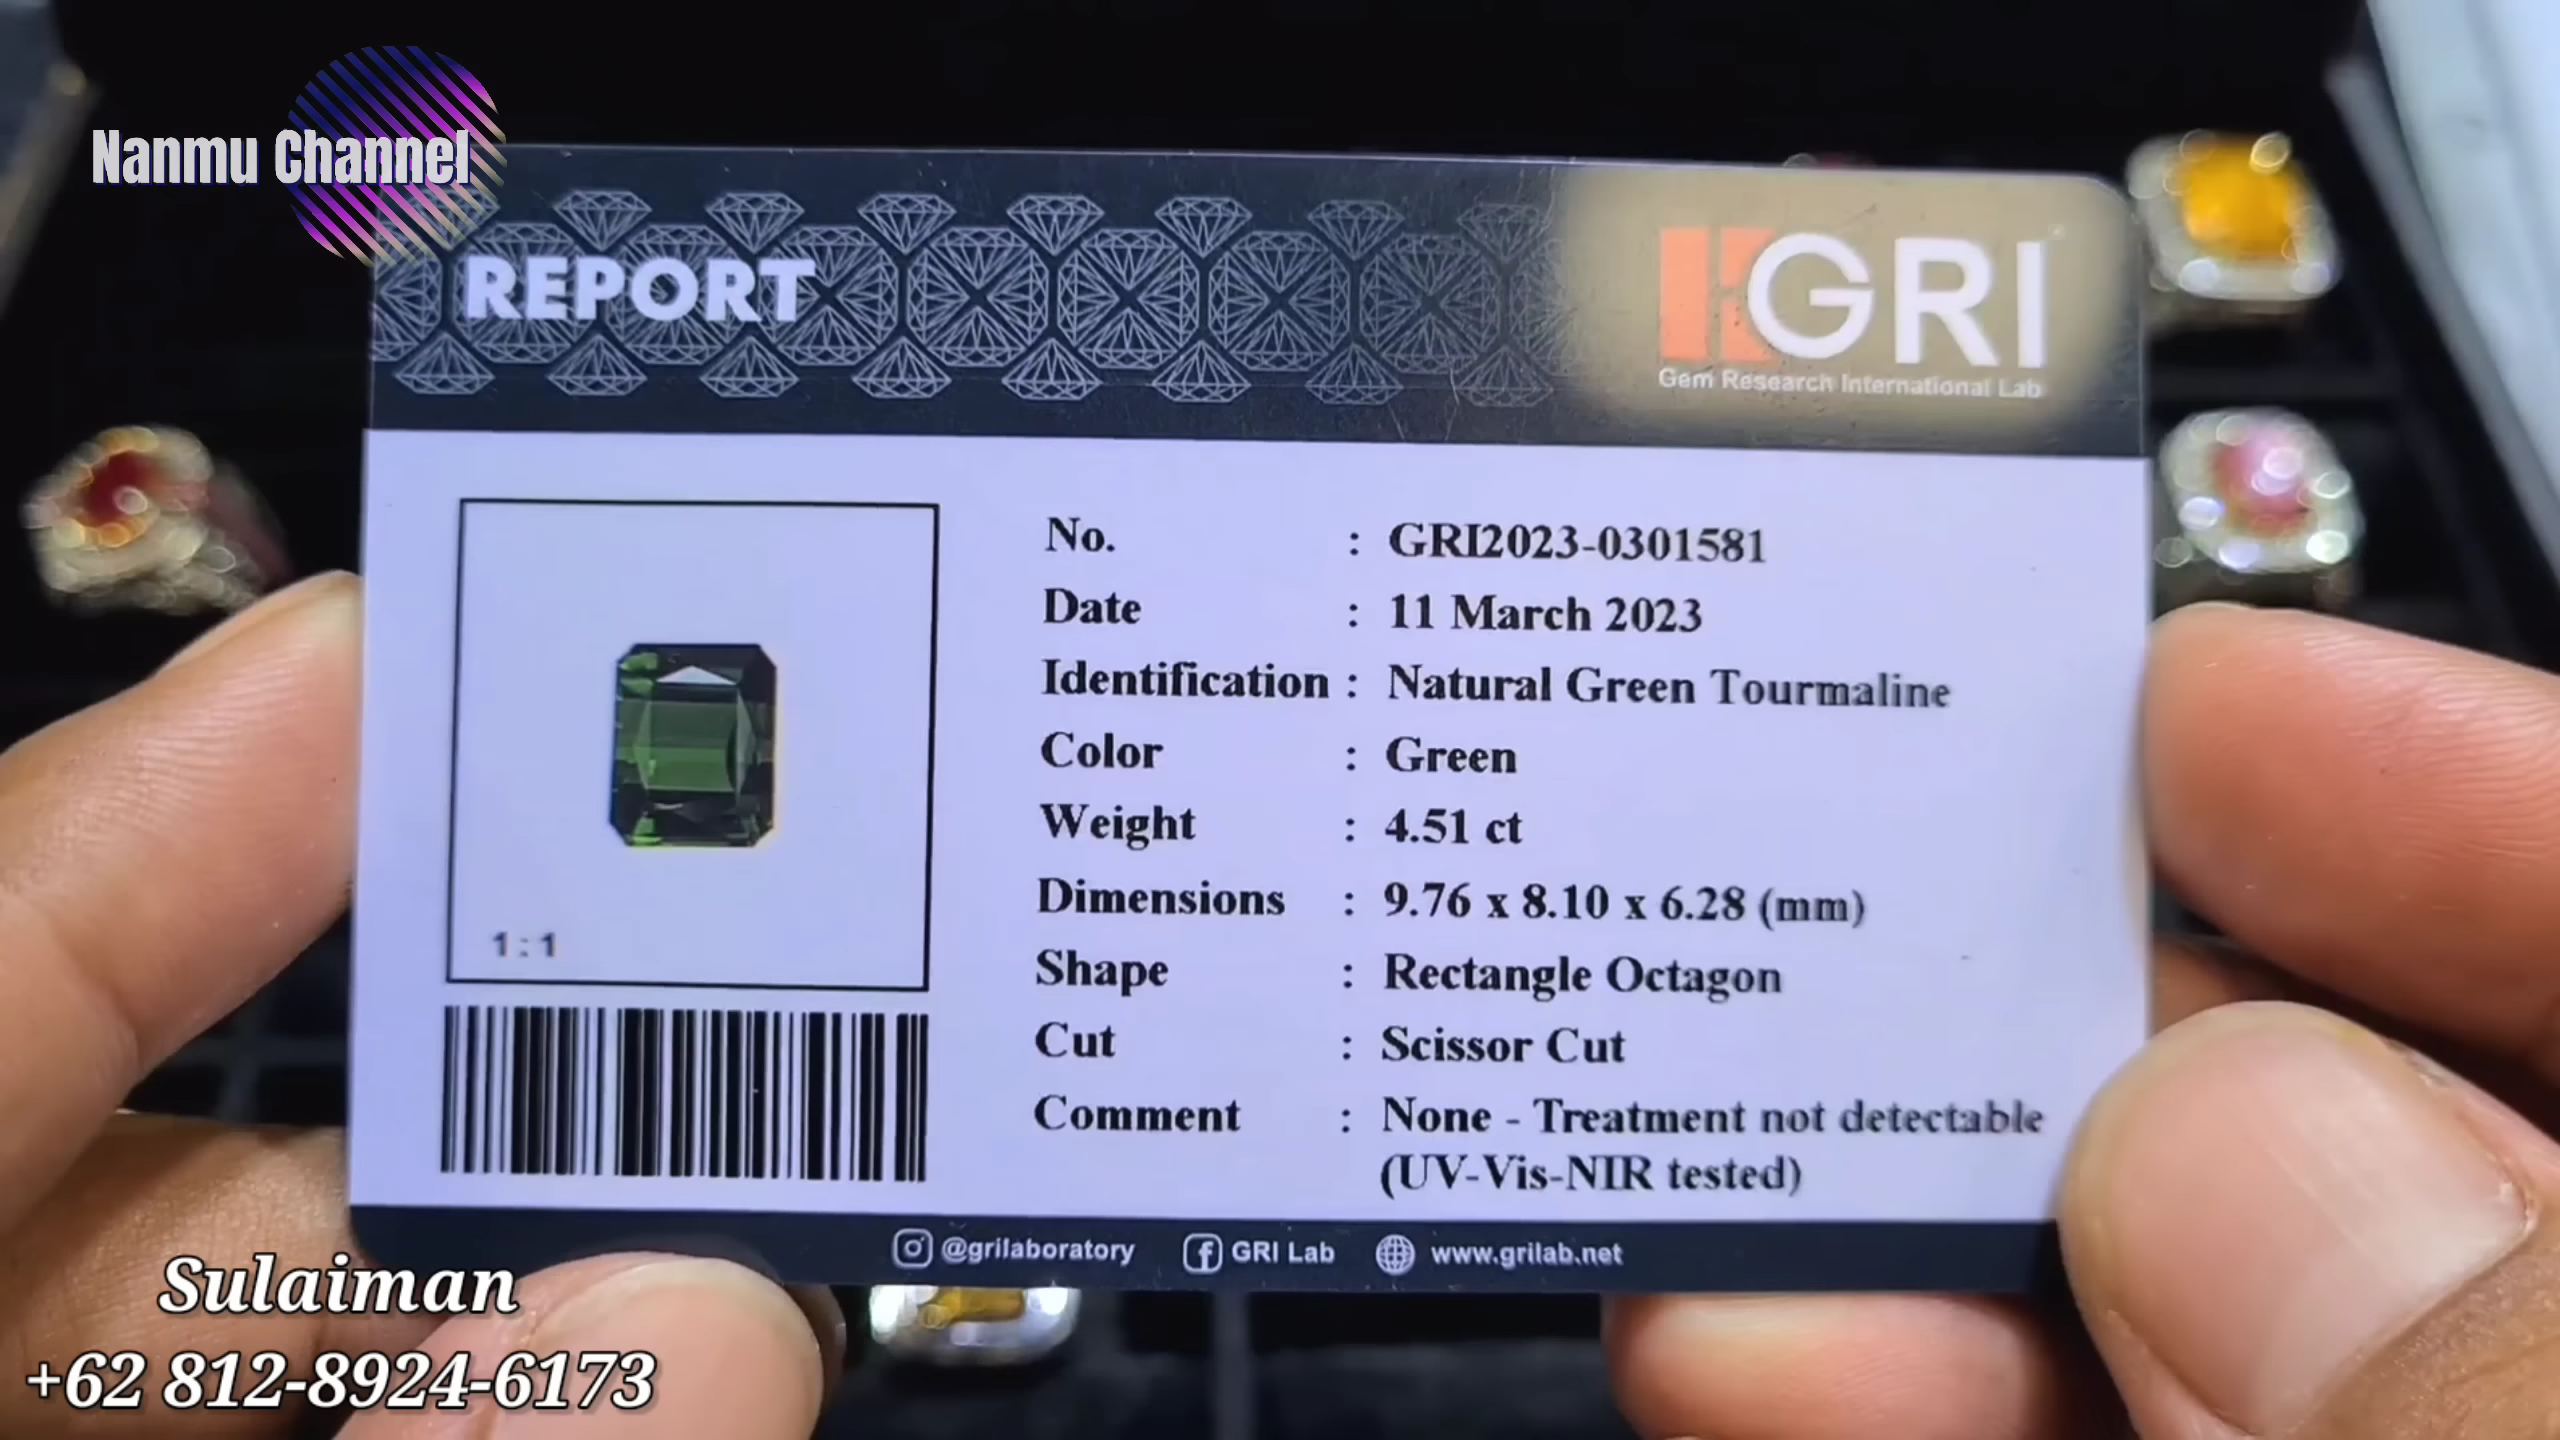 Nanmu Channel
REPORT
GRI
Gem Research International Lab
No. : GRI2023-0301581
Date : 11 March 2023
Identification : Natural Green Tourmaline
Color : Green
Weight : 4.51 ct
Dimensions : 9.76 x 8.10 x 6.28 (mm)
Shape : Rectangle Octagon
Cut : Scissor Cut
Comment : None - Treatment not detectable
(UV-Vis-NIR tested)
1 : 1
@grilaboratory GRI Lab www.grilab.net
Sulaiman
+62 812-8924-6173